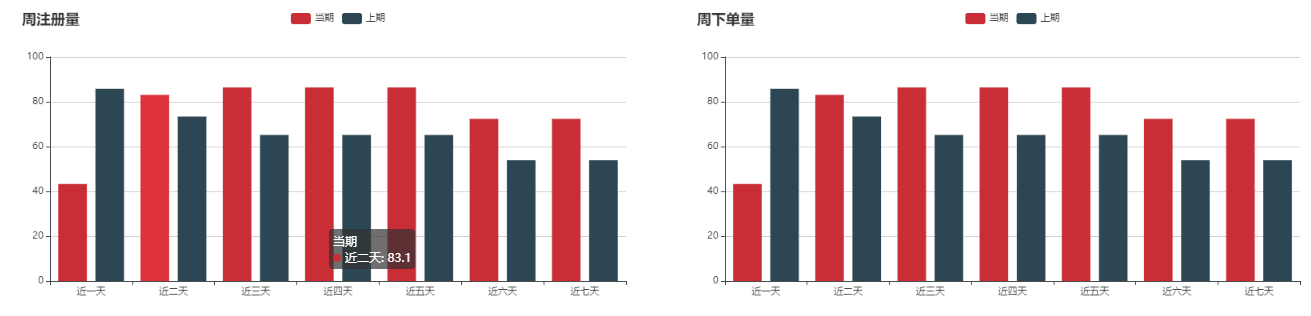 周注册量
当期 上期
100
80
60
40
20
0
当期
近二天: 83.1
近一天 近二天 近三天 近四天 近五天 近六天 近七天
周下单量
当期 上期
100
80
60
40
20
0
近一天 近二天 近三天 近四天 近五天 近六天 近七天